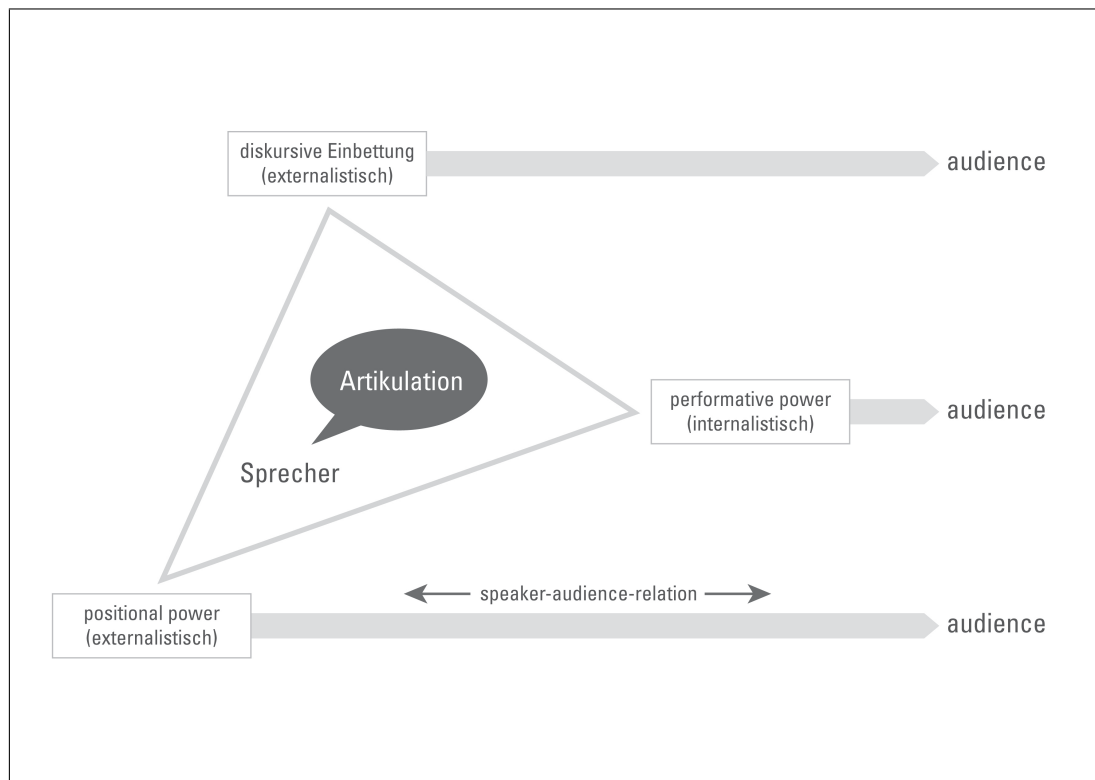 diskursive Einbettung
(externalistisch)
audience
Artikulation
Sprecher
performative power
(internalistisch)
audience
speaker-audience-relation
positional power
(externalistisch)
audience